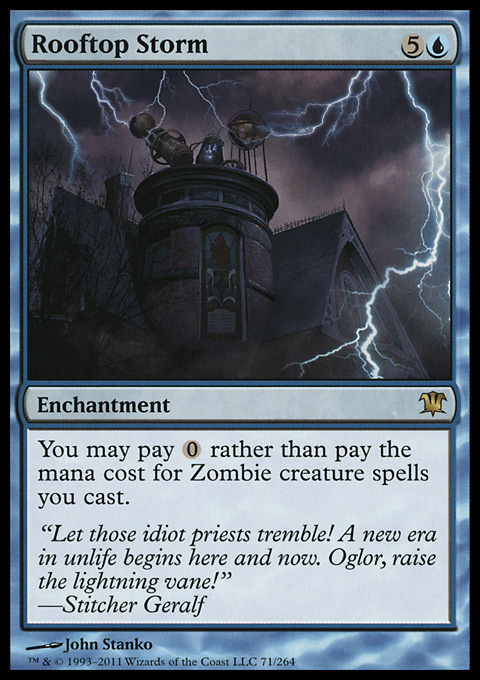 Rooftop Storm 5
Enchantment
You may pay 0 rather than pay the
mana cost for Zombie creature spells
you cast.
“Let those idiot priests tremble! A new era
in unlife begins here and now. Oglor, raise
the lightning vane!”
—Stitcher Geralf
John Stanko
™ & © 1993–2011 Wizards of the Coast LLC 71/264